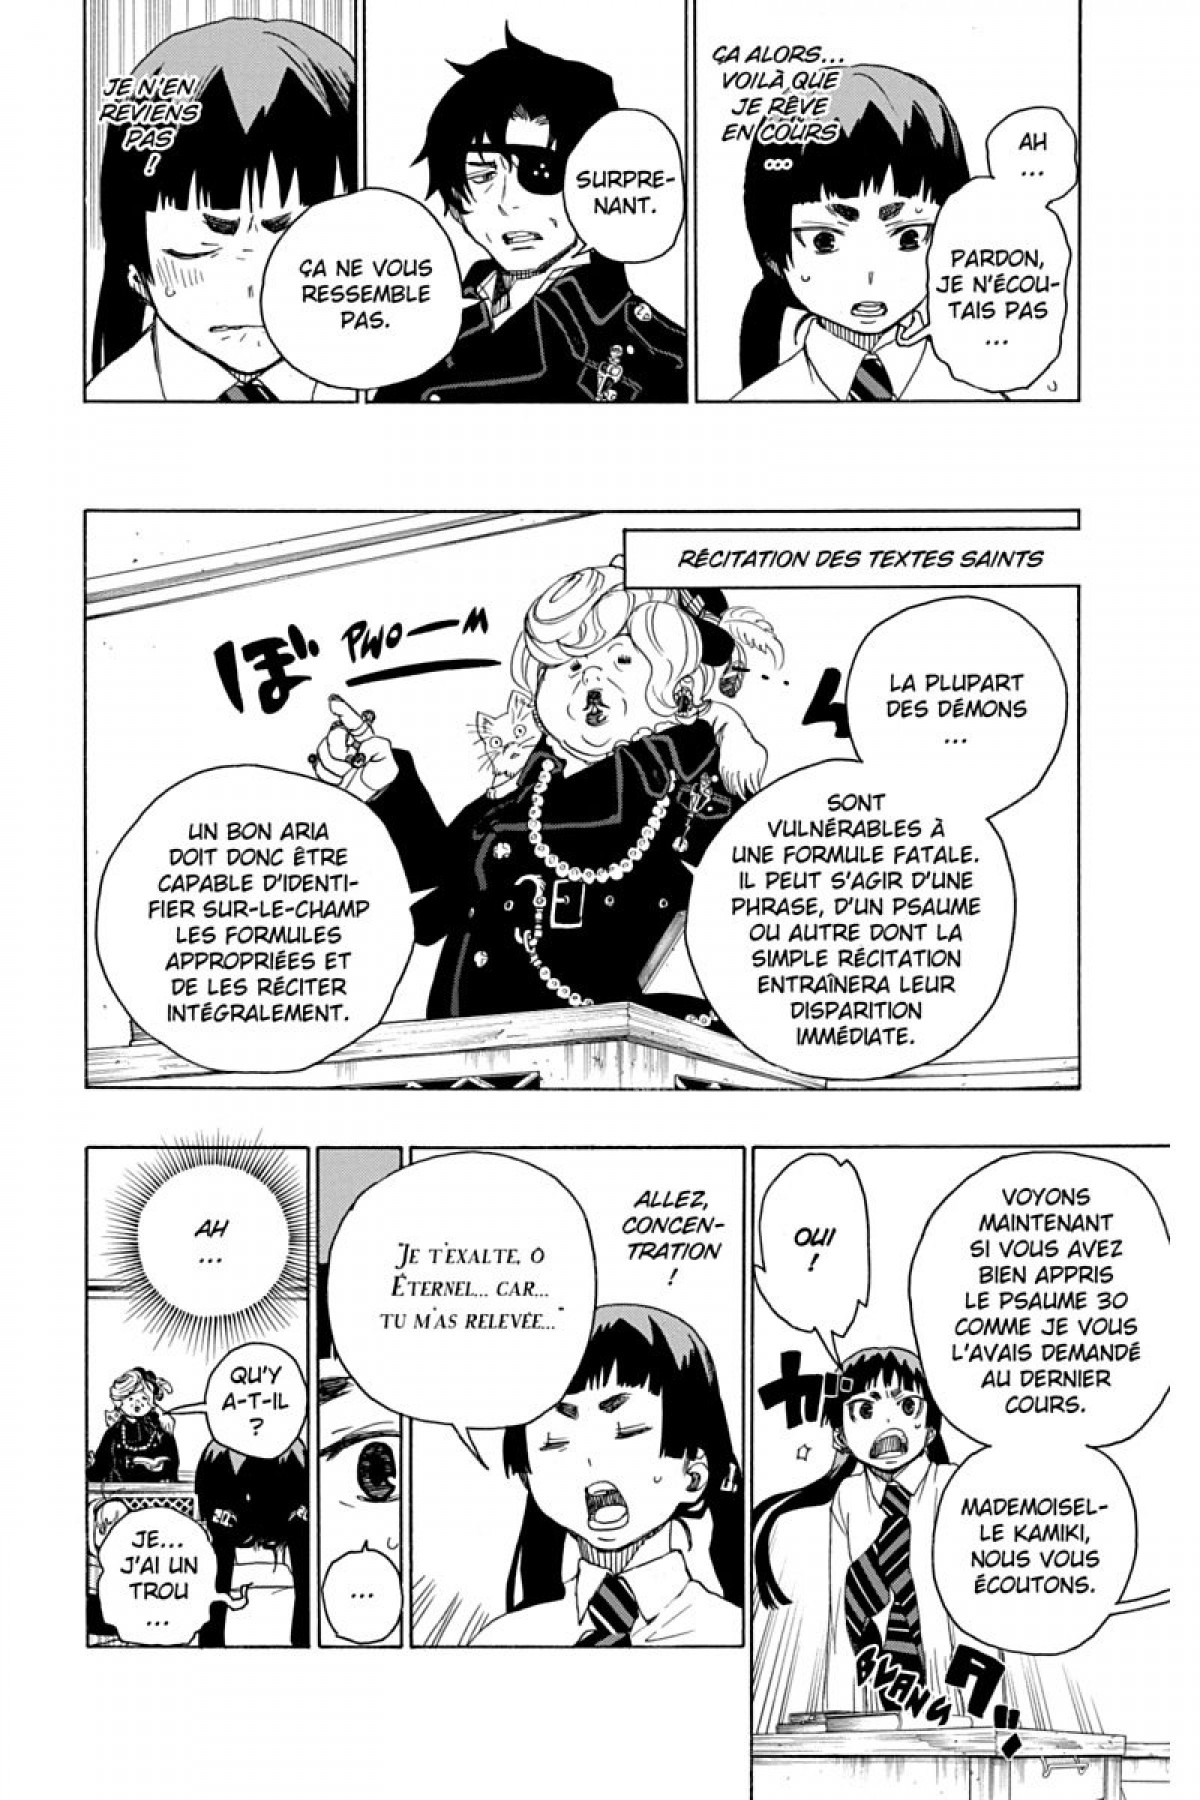 AH
...
PARDON,
JE N'ÉCOU-
TAIS PAS
...
ÇA ALORS...
VOILÀ QUE
JE RÊVE
EN COURS
...
SURPRE-
NANT.
ÇA NE VOUS
RESSEMBLE
PAS.
JE N'EN
REVIENS
PAS
!
RÉCITATION DES TEXTES SAINTS
LA PLUPART
DES DÉMONS
...
SONT
VULNÉRABLES À
UNE FORMULE FATALE.
IL PEUT S'AGIR D'UNE
PHRASE, D'UN PSAUME
OU AUTRE DONT LA
SIMPLE RÉCITATION
ENTRAÎNERA LEUR
DISPARITION
IMMÉDIATE.
ぼ...ム
PWO—M
UN BON ARIA
DOIT DONC ÊTRE
CAPABLE D'IDENTI-
FIER SUR-LE-CHAMP
LES FORMULES
APPROPRIÉES ET
DE LES RÉCITER
INTÉGRALEMENT.
VOYONS
MAINTENANT
SI VOUS AVEZ
BIEN APPRIS
LE PSAUME 30
COMME JE VOUS
L'AVAIS DEMANDÉ
AU DERNIER
COURS.
MADEMOISEL-
LE KAMIKI,
NOUS VOUS
ÉCOUTONS.
OUI
!
ガタッ
BLANG
ALLEZ,
CONCEN-
TRATION
!
"JE T'EXALTE, Ô
ÉTERNEL... CAR...
TU M'AS RELEVÉE..."
...
AH
...
QU'Y
A-T-IL
?
JE...
J'AI UN
TROU
...